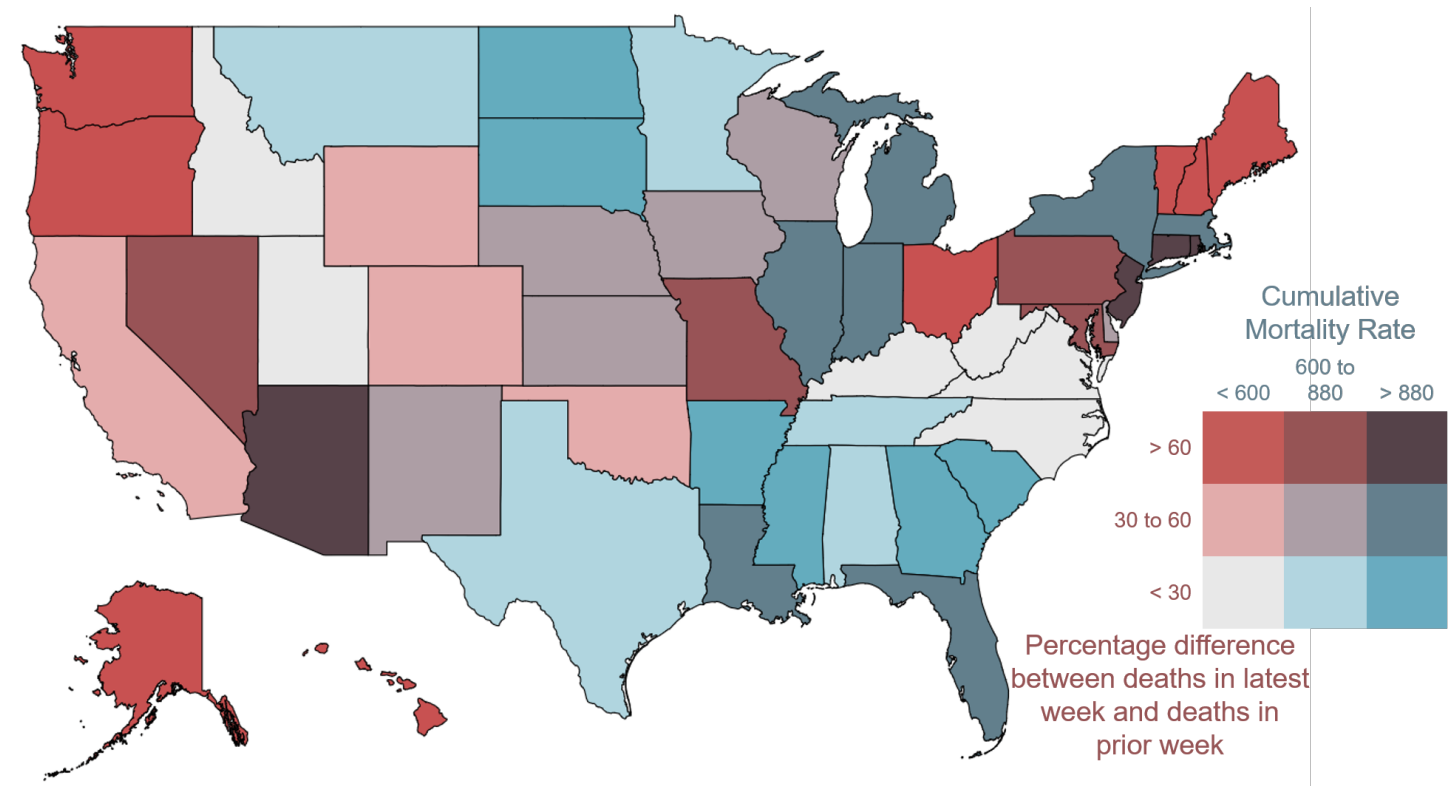 Cumulative
Mortality Rate
600 to
< 600 880 > 880
> 60
30 to 60
< 30
Percentage difference
between deaths in latest
week and deaths in
prior week